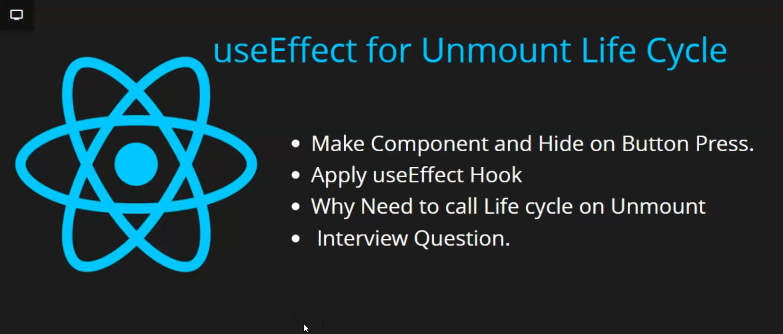 useEffect for Unmount Life Cycle
Make Component and Hide on Button Press.
Apply useEffect Hook
Why Need to call Life cycle on Unmount
Interview Question.